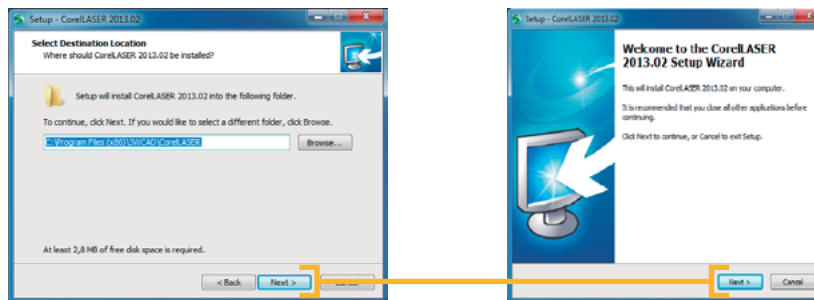 Setup - CorelLASER 2013.02
Select Destination Location
Where should CorelLASER 2013.02 be installed?
Setup will install CorelLASER 2013.02 into the following folder.
To continue, click Next. If you would like to select a different folder, click Browse.
C:\Program Files (x86)\3WCAD\CorelLASER
Browse...
At least 2,8 MB of free disk space is required.
< Back
Next >
Setup - CorelLASER 2013.02
Welcome to the CorelLASER
2013.02 Setup Wizard
This will install CorelLASER 2013.02 on your computer.
It is recommended that you close all other applications before
continuing.
Click Next to continue, or Cancel to exit Setup.
Next >
Cancel